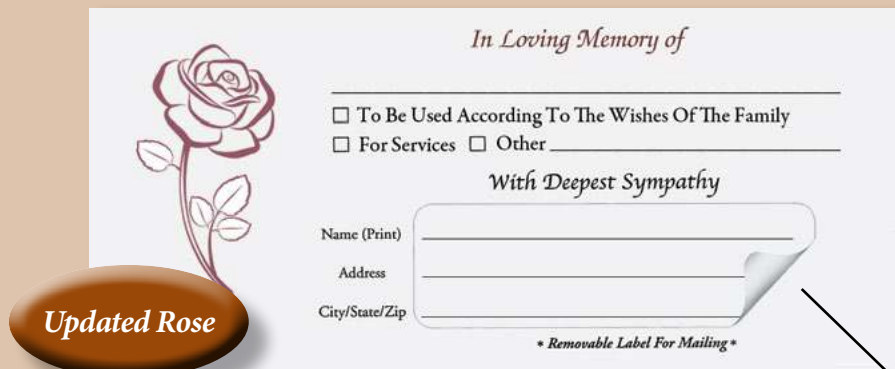 In Loving Memory of
☐ To Be Used According To The Wishes Of The Family
☐ For Services ☐ Other
With Deepest Sympathy
Name (Print)
Address
City/State/Zip
* Removable Label For Mailing *
Updated Rose